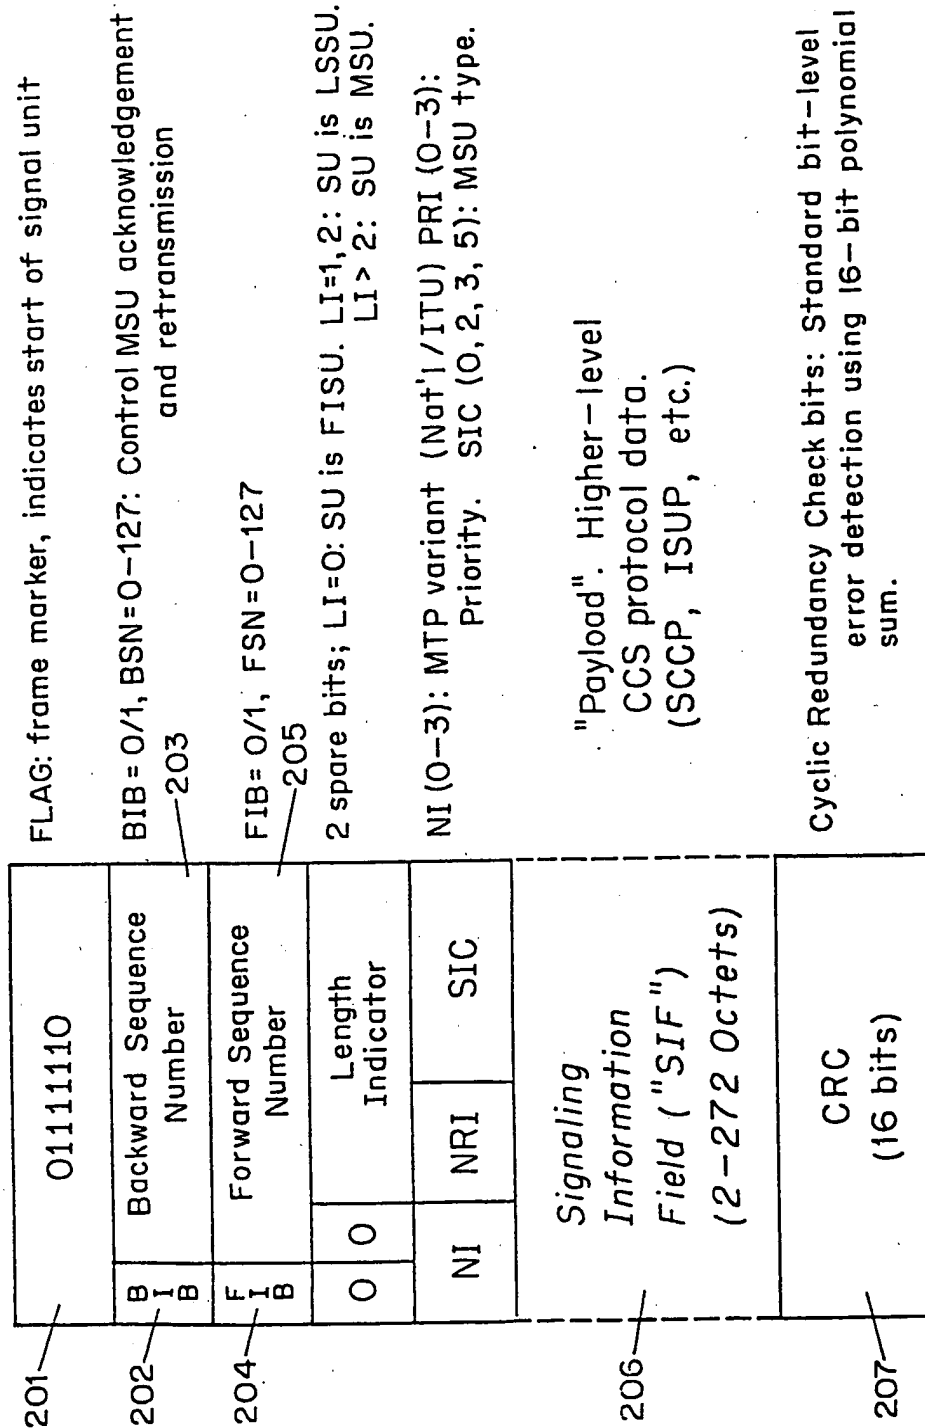 201
01111110
FLAG: frame marker, indicates start of signal unit
202
BIB
Backward Sequence
Number
203
BIB = 0/1, BSN = 0-127: Control MSU acknowledgement
and retransmission
204
FIB
Forward Sequence
Number
205
FIB = 0/1, FSN = 0-127
0 0
Length
Indicator
2 spare bits; LI=0: SU is FISU. LI=1,2: SU is LSSU.
LI > 2: SU is MSU.
NI
NRI
SIC
NI (0-3): MTP variant (Nat'l/ITU) PRI (0-3):
Priority. SIC (0, 2, 3, 5): MSU type.
206
Signaling
Information
Field ("SIF")
(2-272 Octets)
"Payload". Higher-level
CCS protocol data.
(SCCP, ISUP, etc.)
207
CRC
(16 bits)
Cyclic Redundancy Check bits: Standard bit-level
error detection using 16-bit polynomial
sum.